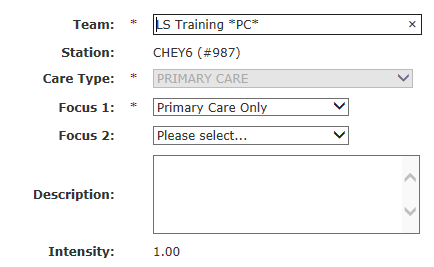 Team: * LS Training *PC* ×
Station: CHEY6 (#987)
Care Type: * PRIMARY CARE
Focus 1: * Primary Care Only
Focus 2: Please select...
Description:
Intensity: 1.00